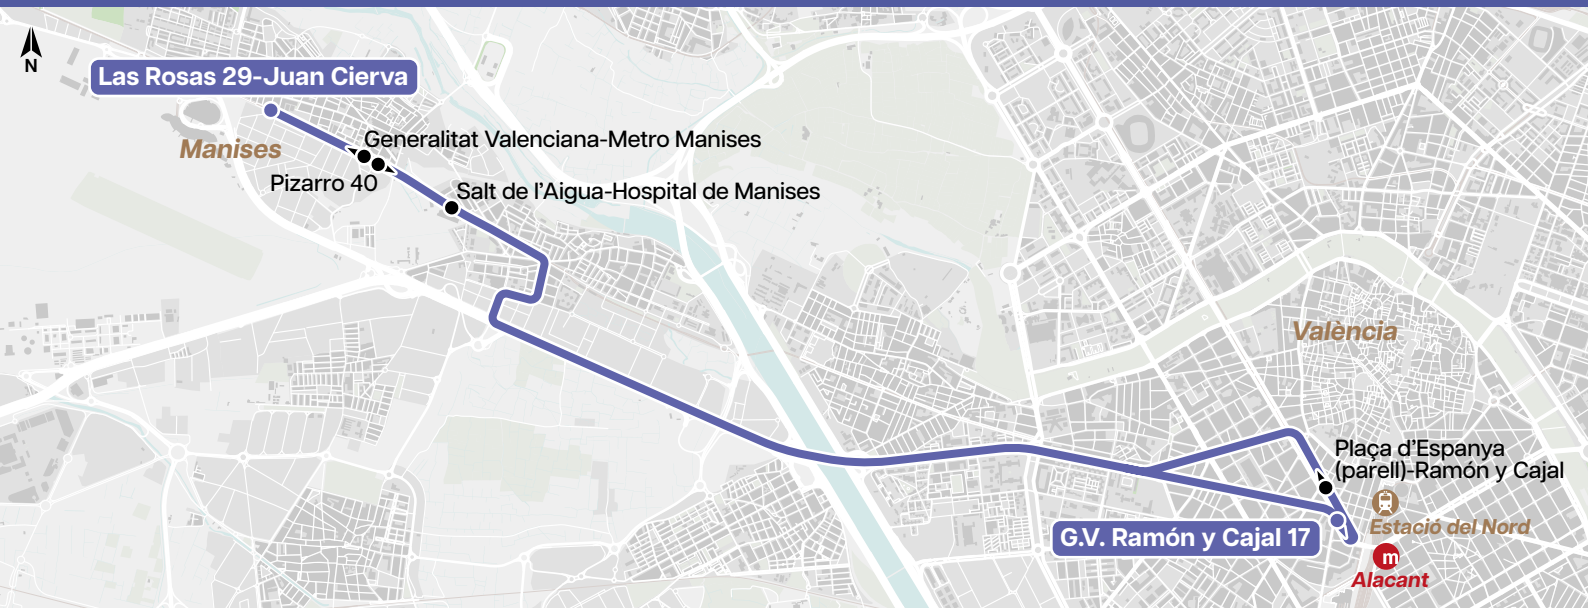 N
Las Rosas 29-Juan Cierva
Manises
Generalitat Valenciana-Metro Manises
Pizarro 40
Salt de l’Aigua-Hospital de Manises
València
Plaça d’Espanya
(parell)-Ramón y Cajal
G.V. Ramón y Cajal 17
Estació del Nord
m
Alacant